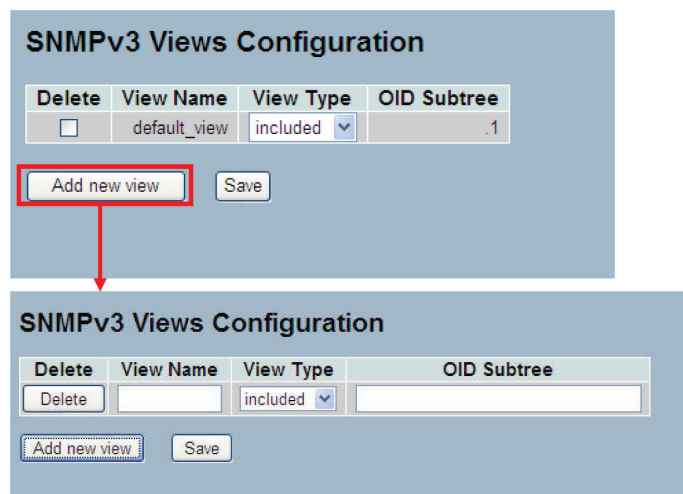 SNMPv3 Views Configuration
Delete View Name View Type OID Subtree
default_view included .1
Add new view Save
SNMPv3 Views Configuration
Delete View Name View Type OID Subtree
Delete included
Add new view Save